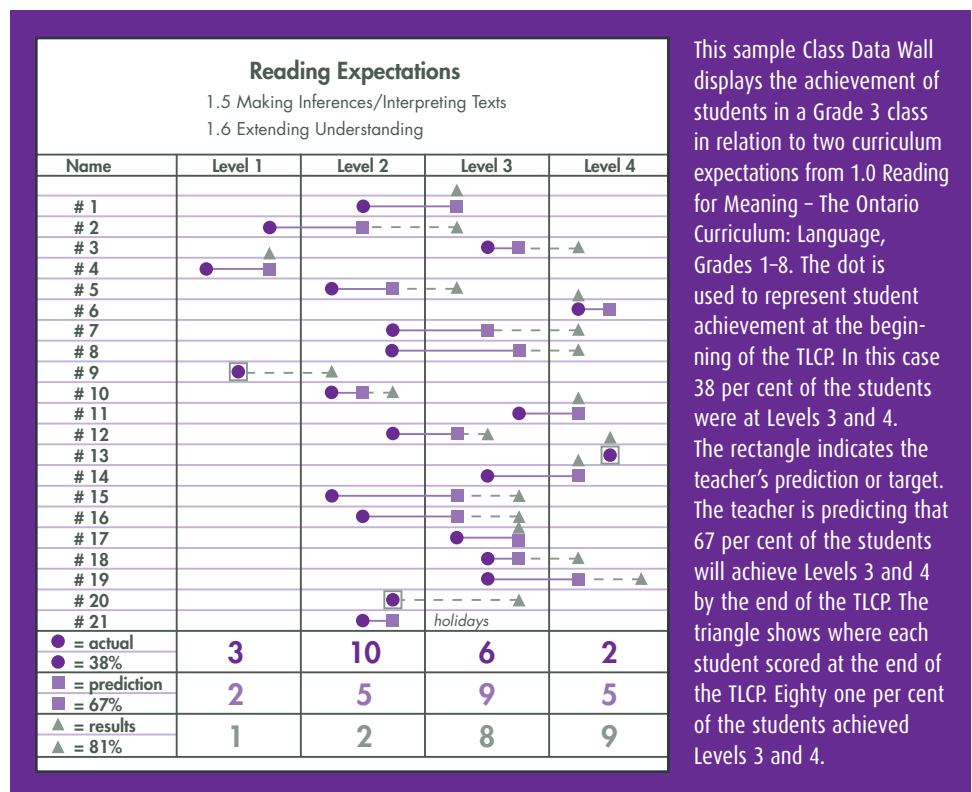 Reading Expectations
1.5 Making Inferences/Interpreting Texts
1.6 Extending Understanding
Name Level 1 Level 2 Level 3 Level 4
# 1
# 2
# 3
# 4
# 5
# 6
# 7
# 8
# 9
# 10
# 11
# 12
# 13
# 14
# 15
# 16
# 17
# 18
# 19
# 20
# 21 holidays
= actual
= 38%
3 10 6 2
= prediction
= 67%
2 5 9 5
= results
= 81%
1 2 8 9
This sample Class Data Wall
displays the achievement of
students in a Grade 3 class
in relation to two curriculum
expectations from 1.0 Reading
for Meaning – The Ontario
Curriculum: Language,
Grades 1–8. The dot is
used to represent student
achievement at the begin-
ning of the TLCP. In this case
38 per cent of the students
were at Levels 3 and 4.
The rectangle indicates the
teacher's prediction or target.
The teacher is predicting that
67 per cent of the students
will achieve Levels 3 and 4
by the end of the TLCP. The
triangle shows where each
student scored at the end of
the TLCP. Eighty one per cent
of the students achieved
Levels 3 and 4.